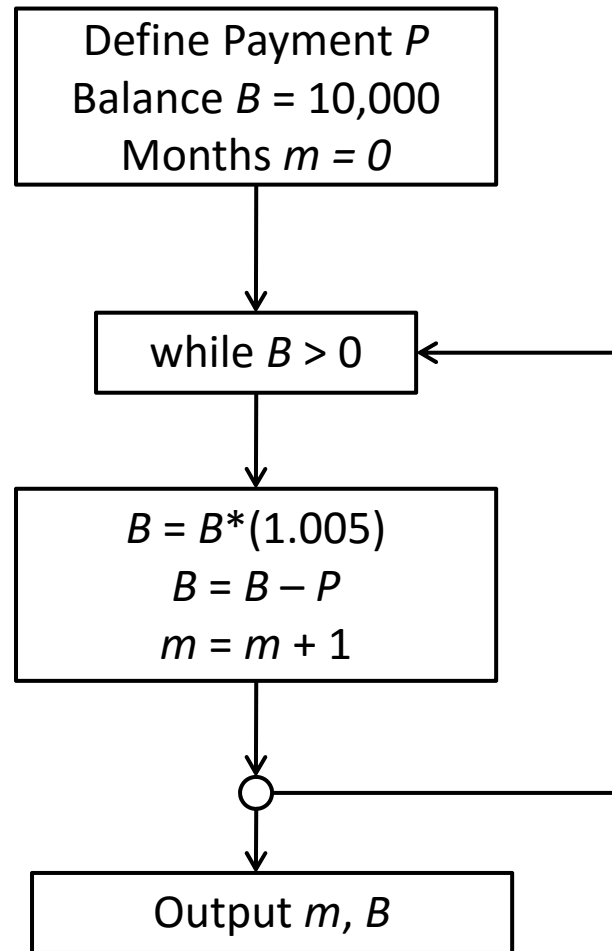 Define Payment P
Balance B = 10,000
Months m = 0
while B > 0
B = B*(1.005)
B = B – P
m = m + 1
Output m, B